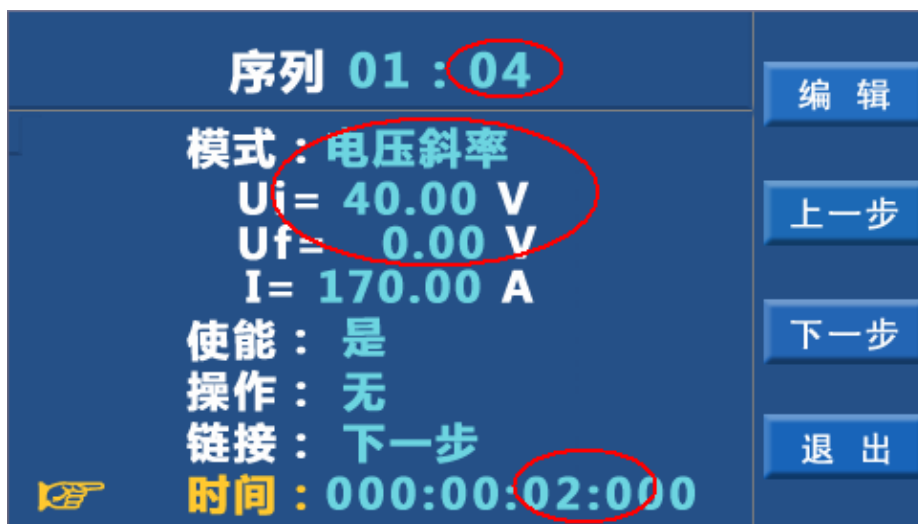 序列 01 : 04
编 辑
模式：电压斜率
Ui= 40.00 V
上一步
Uf= 0.00 V
I= 170.00 A
使能： 是
下一步
操作： 无
链接： 下一步
退 出
时间：000:00:02:000